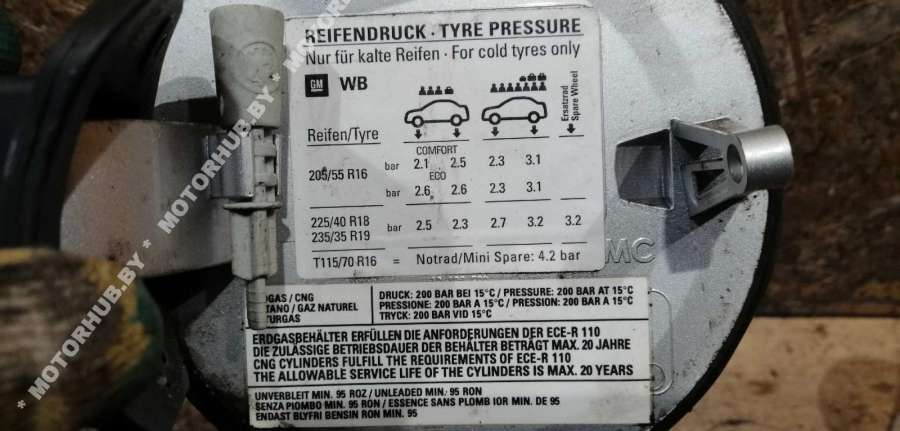 REIFENDRUCK · TYRE PRESSURE
Nur für kalte Reifen · For cold tyres only
GM WB
Ersatzrad
Spare Wheel
Reifen/Tyre
COMFORT
205/55 R16 bar 2.1 2.5 2.3 3.1
ECO
bar 2.6 2.6 2.3 3.1
225/40 R18
235/35 R19 bar 2.5 2.3 2.7 3.2 3.2
T115/70 R16 = Notrad/Mini Spare: 4.2 bar
MC
/ CNG
/ GAZ NATUREL
DRUCK: 200 BAR BEI 15°C / PRESSURE: 200 BAR AT 15°C
PRESSIONE: 200 BAR A 15°C / PRESSION: 200 BAR A 15°C
TRYCK: 200 BAR VID 15°C
ERDGASBEHÄLTER ERFÜLLEN DIE ANFORDERUNGEN DER ECE-R 110
DIE ZULÄSSIGE BETRIEBSDAUER DER BEHÄLTER BETRÄGT MAX. 20 JAHRE
CNG CYLINDERS FULFILL THE REQUIREMENTS OF ECE-R 110
THE ALLOWABLE SERVICE LIFE OF THE CYLINDERS IS MAX. 20 YEARS
UNVERBLEIT MIN. 95 ROZ / UNLEADED MIN. 95 RON
SENZA PIOMBO MIN. 95 RON / ESSENCE SANS PLOMB IOR MIN. DE 95
ENDAST BLYFRI BENSIN RON MIN. 95
* MOTORHUB.BY * MOTORHUB.BY * MOTORHUB.BY *